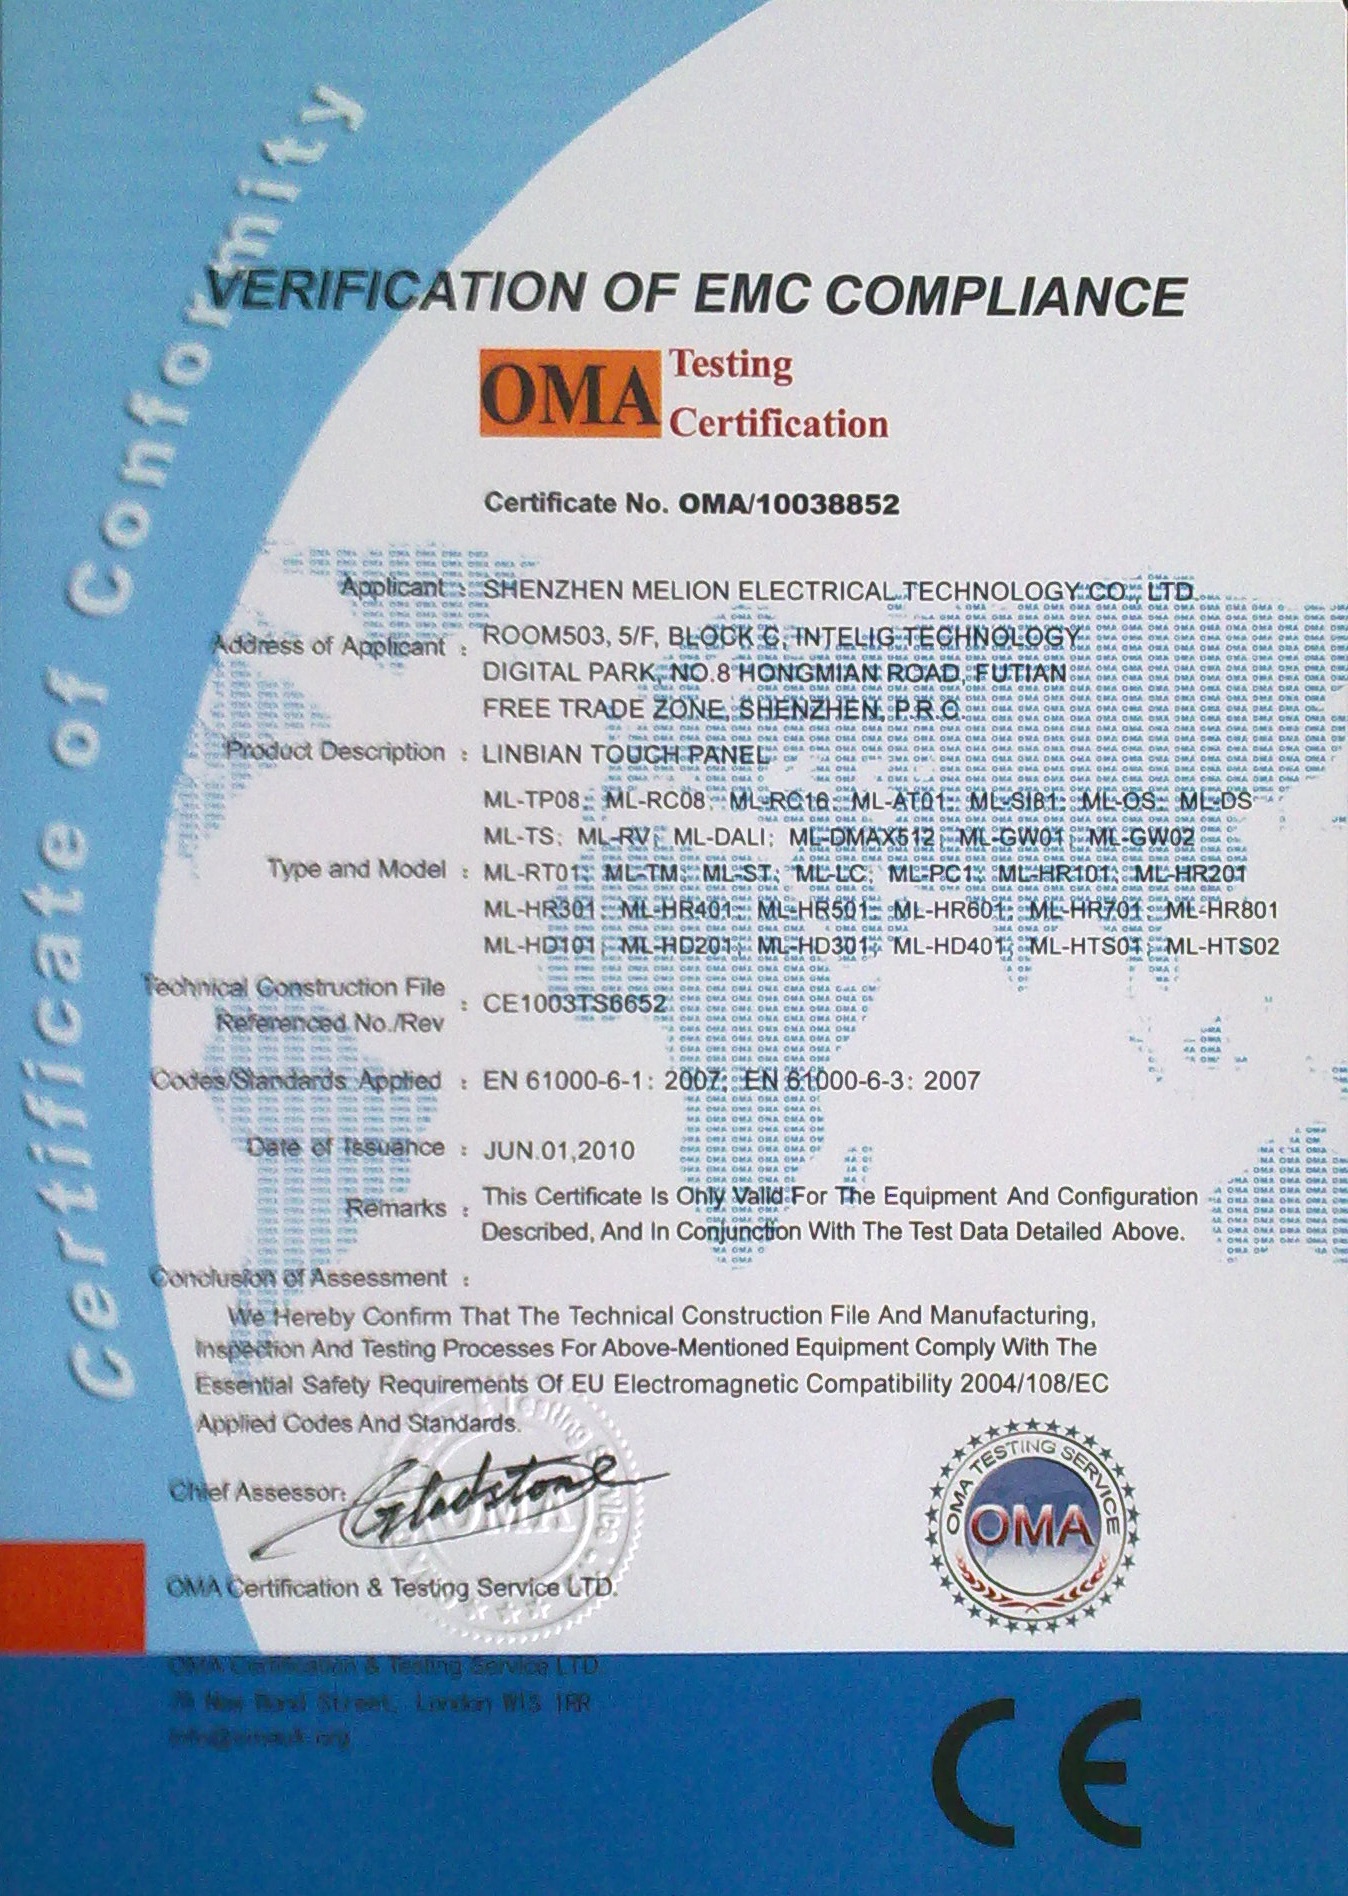 Certificate of Conformity
VERIFICATION OF EMC COMPLIANCE
OMA Testing
Certification
Certificate No. OMA/10038852
Applicant : SHENZHEN MELION ELECTRICAL TECHNOLOGY CO., LTD.
Address of Applicant : ROOM503, 5/F, BLOCK C, INTELIG TECHNOLOGY
DIGITAL PARK, NO.8 HONGMIAN ROAD, FUTIAN
FREE TRADE ZONE, SHENZHEN, P.R.C.
Product Description : LINBIAN TOUCH PANEL
ML-TP08; ML-RC08; ML-RC16; ML-AT01; ML-SI81; ML-OS; ML-DS
ML-TS; ML-RV; ML-DALI; ML-DMAX512; ML-GW01; ML-GW02
Type and Model : ML-RT01; ML-TM; ML-ST; ML-LC; ML-PC1; ML-HR101; ML-HR201
ML-HR301; ML-HR401; ML-HR501; ML-HR601; ML-HR701; ML-HR801
ML-HD101; ML-HD201; ML-HD301; ML-HD401; ML-HTS01; ML-HTS02
Technical Construction File
Referenced No./Rev : CE1003TS6652
Codes/Standards Applied : EN 61000-6-1: 2007; EN 61000-6-3: 2007
Date of Issuance : JUN.01,2010
Remarks : This Certificate Is Only Valid For The Equipment And Configuration
Described, And In Conjunction With The Test Data Detailed Above.
Conclusion of Assessment :
We Hereby Confirm That The Technical Construction File And Manufacturing,
Inspection And Testing Processes For Above-Mentioned Equipment Comply With The
Essential Safety Requirements Of EU Electromagnetic Compatibility 2004/108/EC
Applied Codes And Standards.
Chief Assessor: Gladstone
OMA Certification & Testing Service LTD.
OMA TESTING SERVICE
OMA
OMA Certification & Testing Service LTD.
New Bond Street, London W1S 1RR
CE